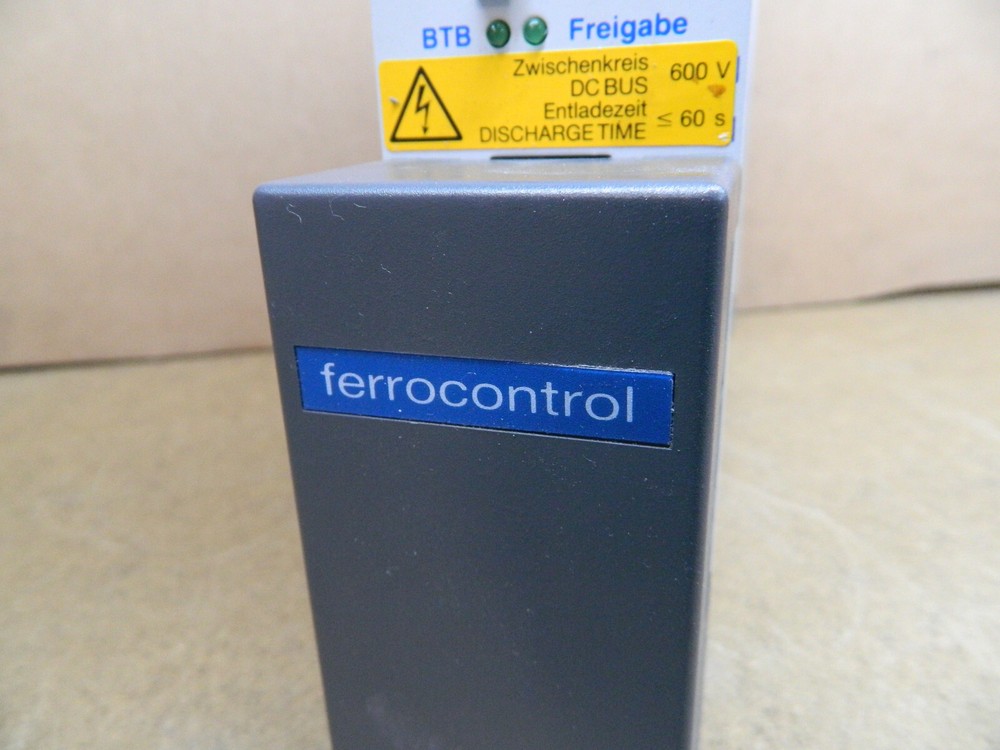 BTB Freigabe
Zwischenkreis 600 V
DC BUS
Entladezeit ≤ 60 s
DISCHARGE TIME
ferrocontrol